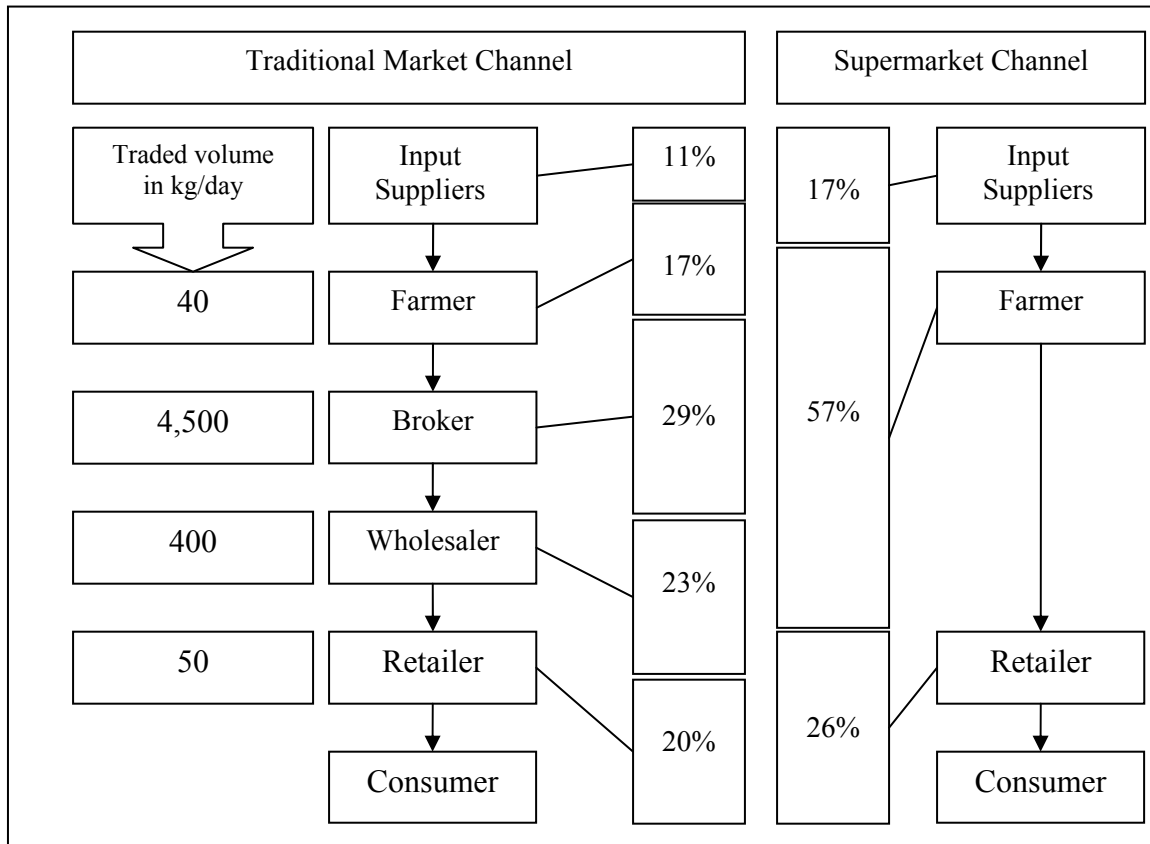 Traditional Market Channel
Supermarket Channel
Traded volume
in kg/day
Input
Suppliers
11%
17%
Input
Suppliers
40
Farmer
17%
Farmer
4,500
Broker
29%
57%
400
Wholesaler
23%
50
Retailer
20%
26%
Retailer
Consumer
Consumer